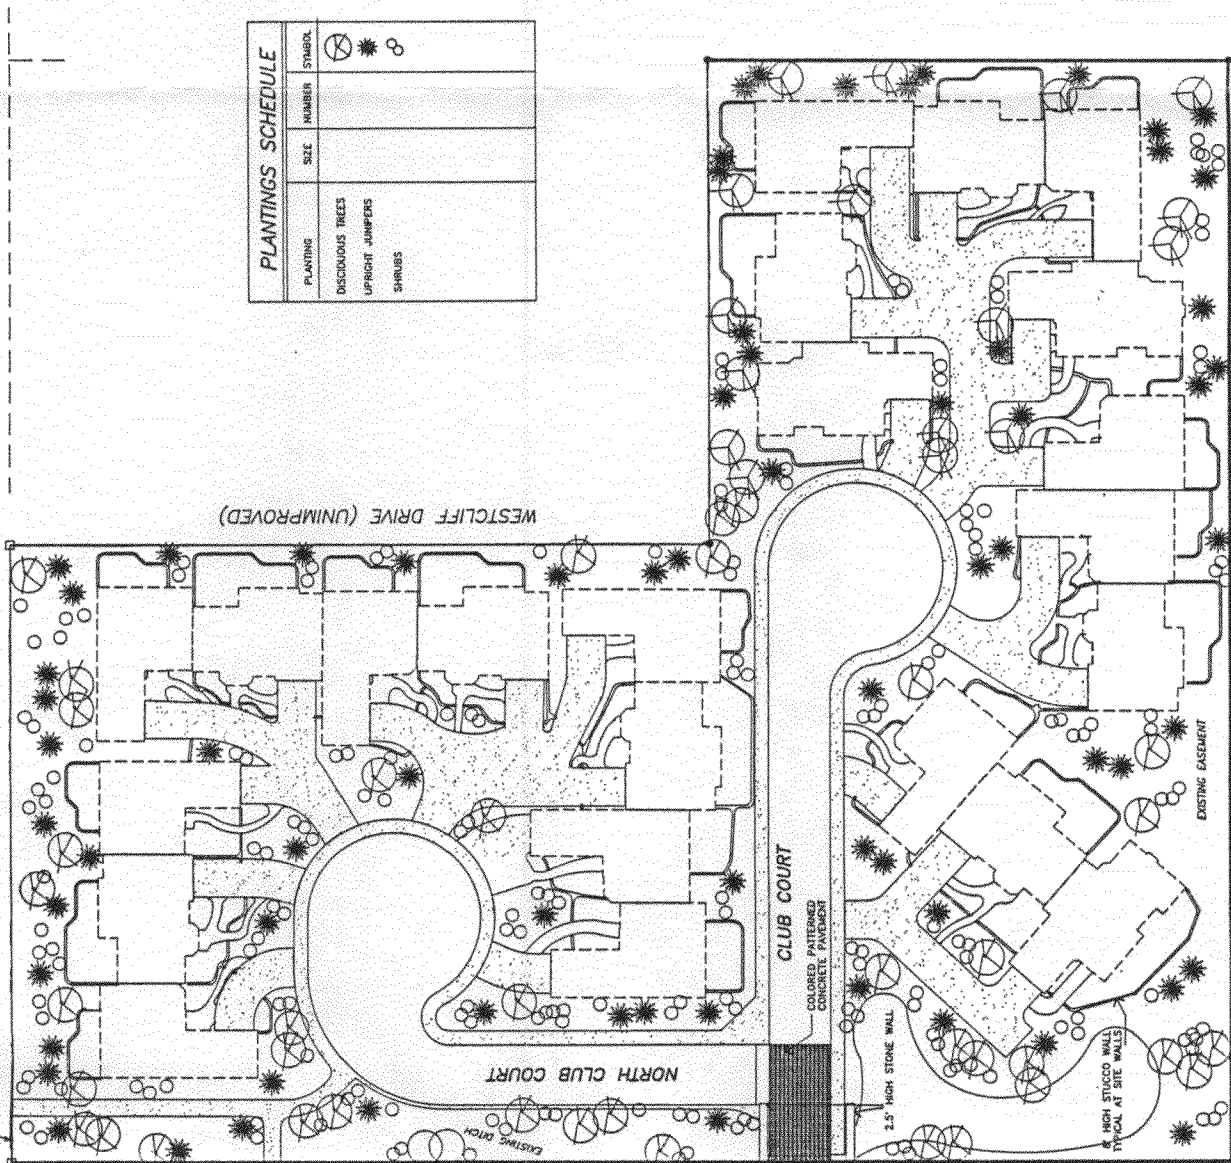 PLANTINGS SCHEDULE
PLANTING SIZE NUMBER SYMBOL
DISCIDUOUS TREES
UPRIGHT JUNIPERS
SHRUBS
WESTCLIFF DRIVE (UNIMPROVED)
EXISTING EASEMENT
CLUB COURT
COLORED PATTERNED
CONCRETE PAVEMENT
NORTH CLUB COURT
2.5' HIGH STONE WALL
HIGH STUCCO WALL
TYPICAL AT SITE WALLS
EXISTING DITCH